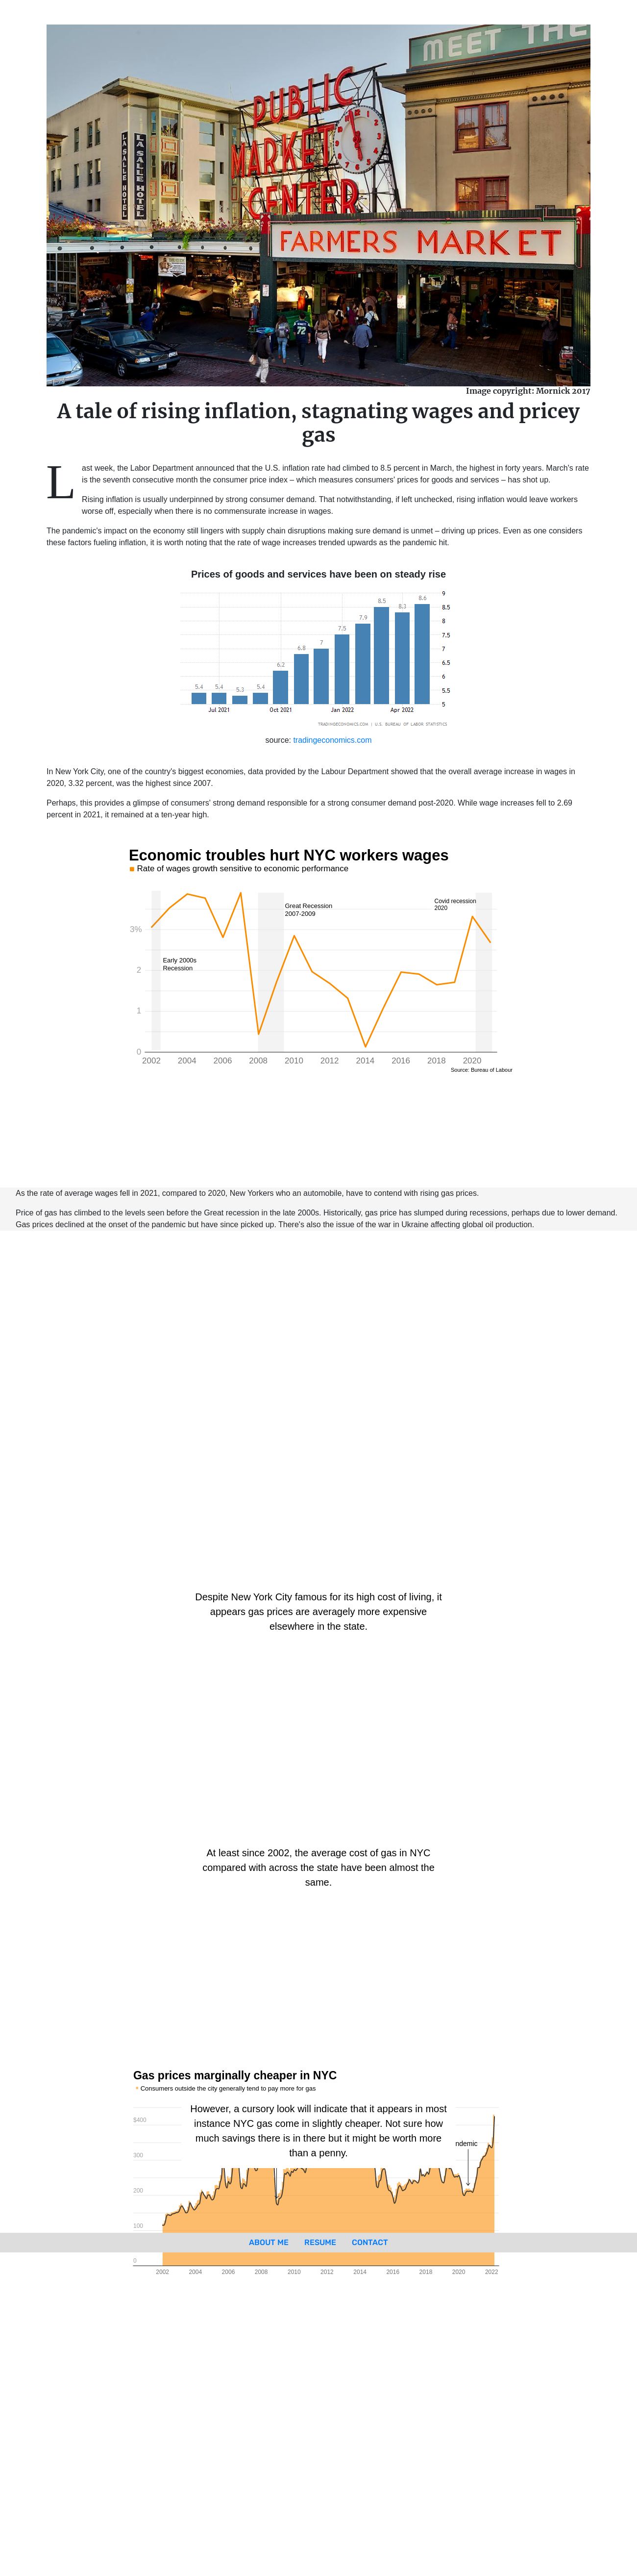 MEET THE
PUBLIC
MARKET
CENTER
LA SALLE HOTEL
LA SALLE HOTEL
FARMERS MARKET
Image copyright: Mornick 2017
A tale of rising inflation, stagnating wages and pricey
gas
Last week, the Labor Department announced that the U.S. inflation rate had climbed to 8.5 percent in March, the highest in forty years. March's rate
is the seventh consecutive month the consumer price index – which measures consumers' prices for goods and services – has shot up.
Rising inflation is usually underpinned by strong consumer demand. That notwithstanding, if left unchecked, rising inflation would leave workers
worse off, especially when there is no commensurate increase in wages.
The pandemic's impact on the economy still lingers with supply chain disruptions making sure demand is unmet – driving up prices. Even as one considers
these factors fueling inflation, it is worth noting that the rate of wage increases trended upwards as the pandemic hit.
Prices of goods and services have been on steady rise
5.4 5.4 5.3 5.4 6.2 6.8 7 7.5 7.9 8.5 8.3 8.6
9
8.5
8
7.5
7
6.5
6
5.5
5
Jul 2021 Oct 2021 Jan 2022 Apr 2022
TRADINGECONOMICS.COM | U.S. BUREAU OF LABOR STATISTICS
source: tradingeconomics.com
In New York City, one of the country's biggest economies, data provided by the Labour Department showed that the overall average increase in wages in
2020, 3.32 percent, was the highest since 2007.
Perhaps, this provides a glimpse of consumers' strong demand responsible for a strong consumer demand post-2020. While wage increases fell to 2.69
percent in 2021, it remained at a ten-year high.
Economic troubles hurt NYC workers wages
Rate of wages growth sensitive to economic performance
Great Recession
2007-2009
Covid recession
2020
Early 2000s
Recession
3%
2
1
0
2002 2004 2006 2008 2010 2012 2014 2016 2018 2020
Source: Bureau of Labour
As the rate of average wages fell in 2021, compared to 2020, New Yorkers who an automobile, have to contend with rising gas prices.
Price of gas has climbed to the levels seen before the Great recession in the late 2000s. Historically, gas price has slumped during recessions, perhaps due to lower demand.
Gas prices declined at the onset of the pandemic but have since picked up. There's also the issue of the war in Ukraine affecting global oil production.
Despite New York City famous for its high cost of living, it
appears gas prices are averagely more expensive
elsewhere in the state.
At least since 2002, the average cost of gas in NYC
compared with across the state have been almost the
same.
Gas prices marginally cheaper in NYC
* Consumers outside the city generally tend to pay more for gas
However, a cursory look will indicate that it appears in most
instance NYC gas come in slightly cheaper. Not sure how
much savings there is in there but it might be worth more
than a penny.
ndemic
$400
300
200
100
ABOUT ME RESUME CONTACT
0
2002 2004 2006 2008 2010 2012 2014 2016 2018 2020 2022